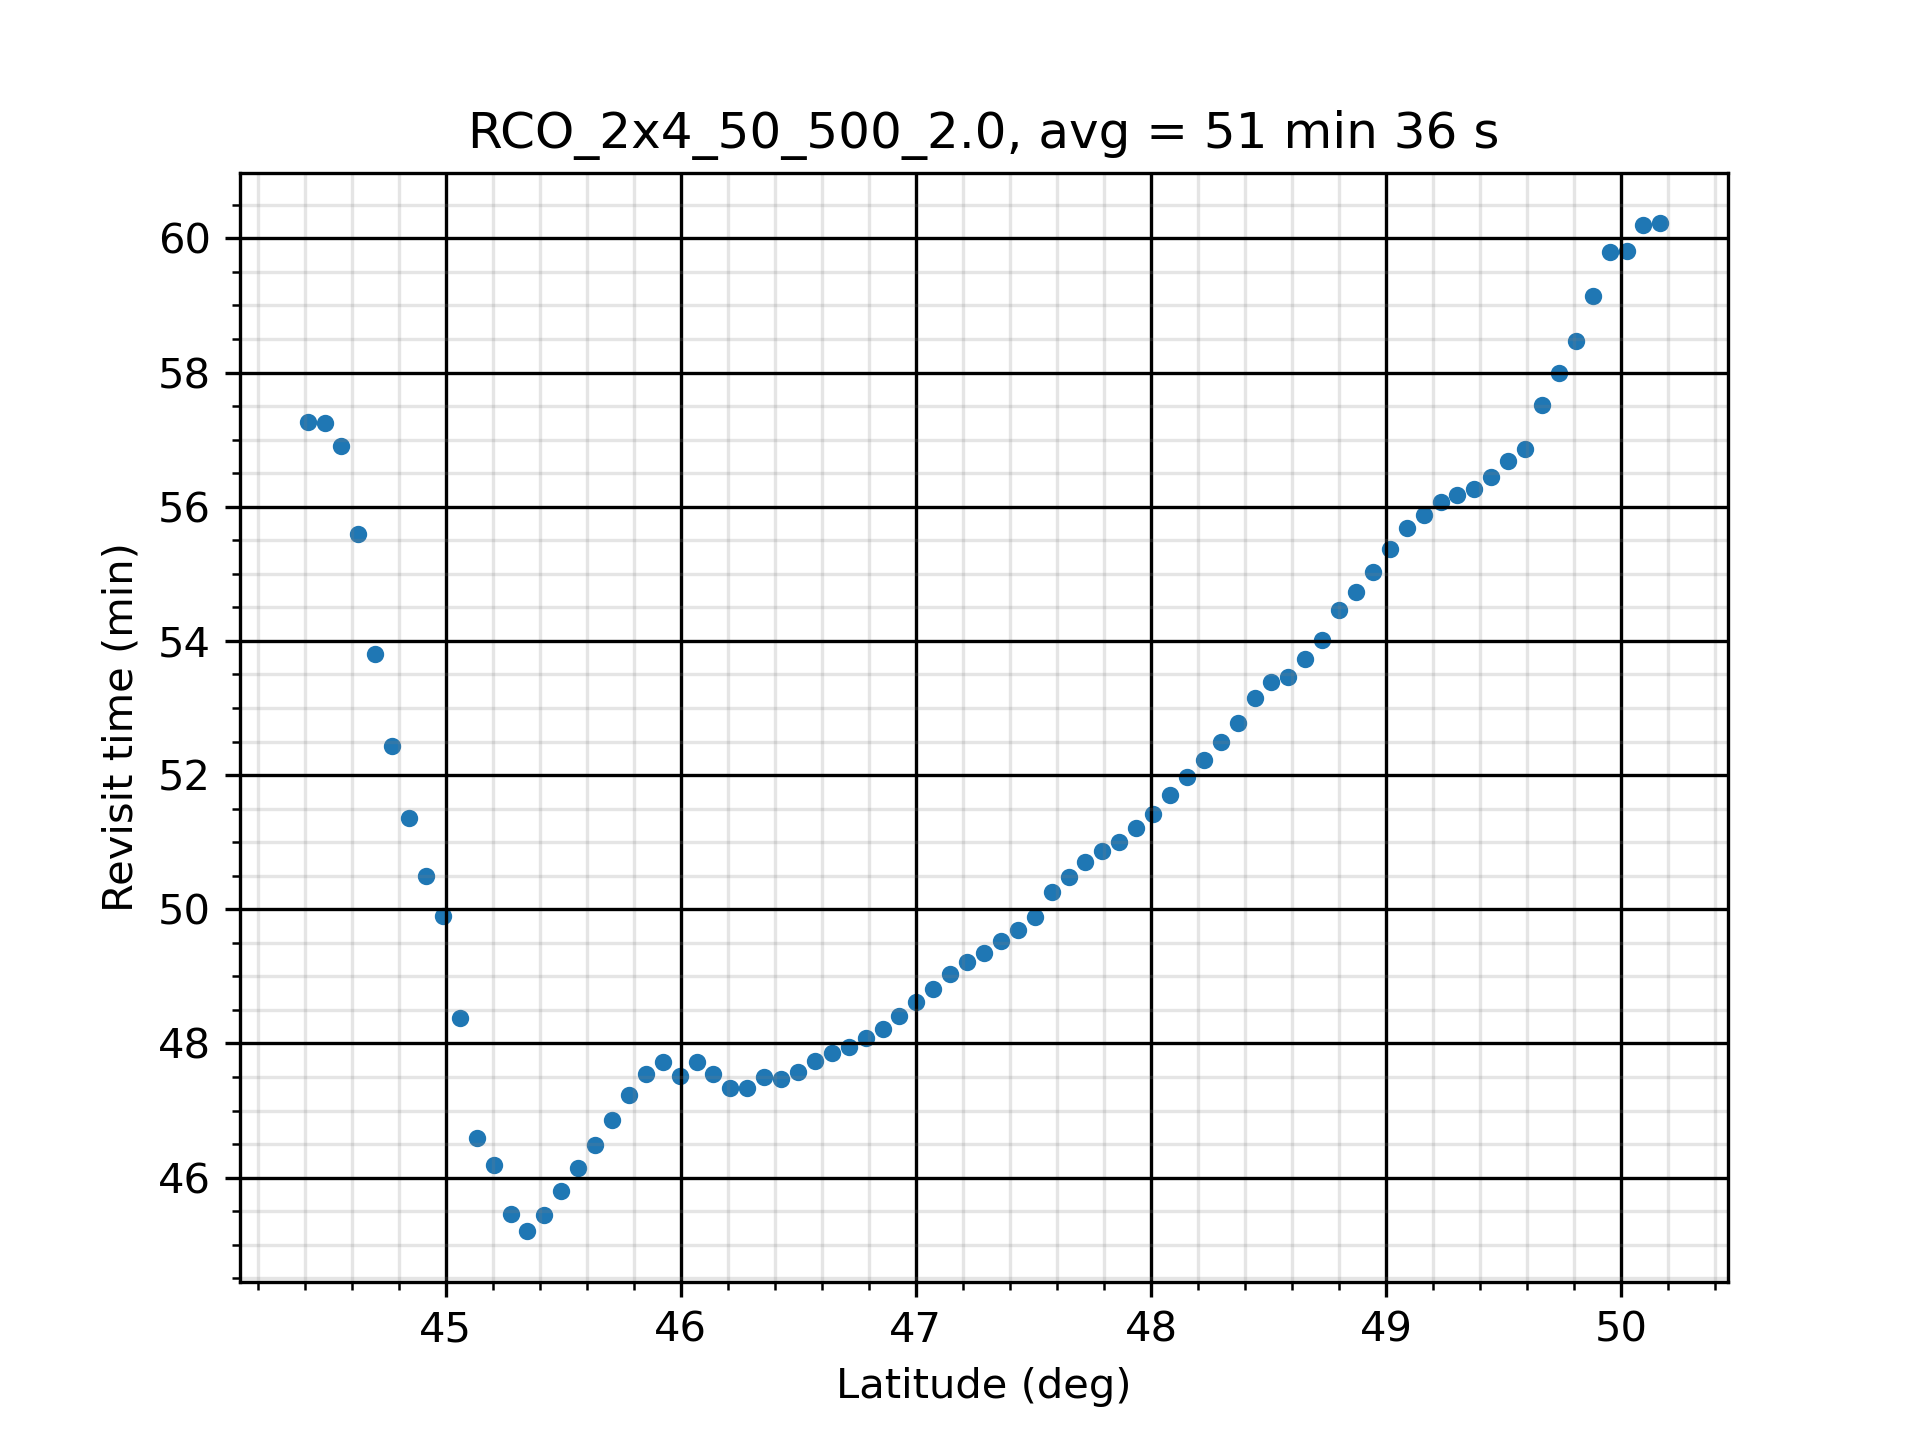 RCO_2x4_50_500_2.0, avg = 51 min 36 s
60
58
56
54
52
50
48
46
Revisit time (min)
45 46 47 48 49 50
Latitude (deg)